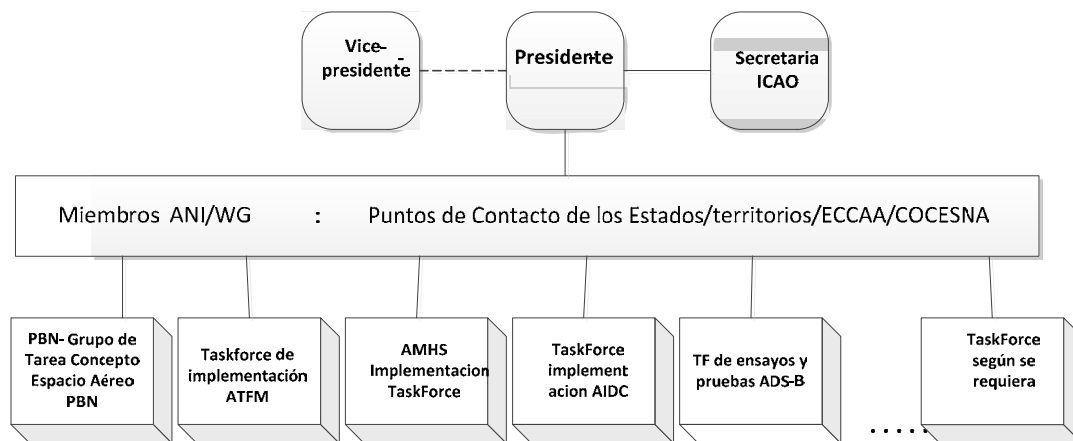 Vice-
presidente
Presidente
Secretaria
ICAO
Miembros ANI/WG : Puntos de Contacto de los Estados/territorios/ECCAA/COCESNA
PBN- Grupo de
Tarea Concepto
Espacio Aéreo
PBN
Taskforce de
implementación
ATFM
AMHS
Implementacion
TaskForce
TaskForce
implement
acion AIDC
TF de ensayos y
pruebas ADS-B
.....
TaskForce
según se
requiera